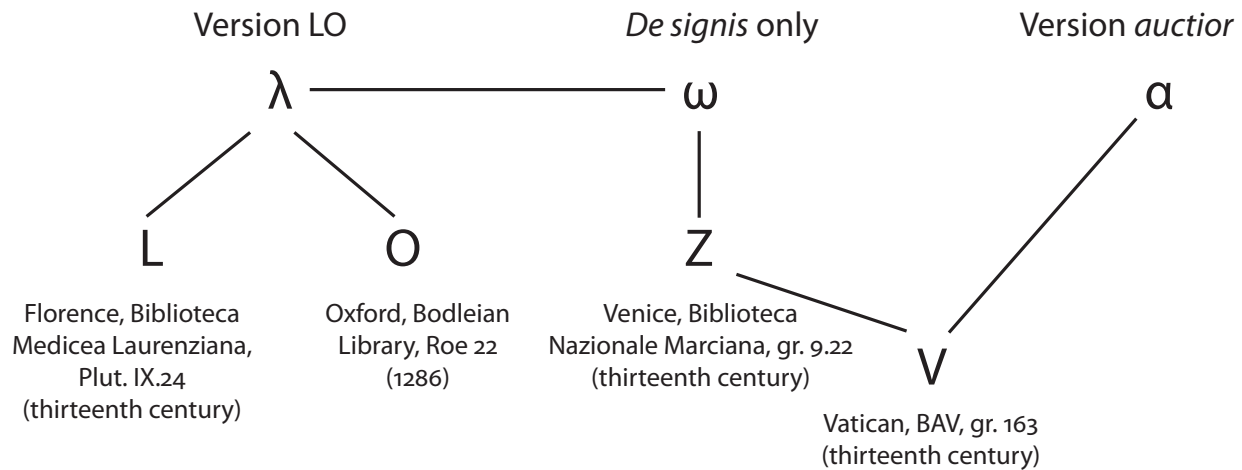 Version LO
De signis only
Version auctior
λ
ω
α
L
O
Z
Florence, Biblioteca
Medicea Laurenziana,
Plut. IX.24
(thirteenth century)
Oxford, Bodleian
Library, Roe 22
(1286)
Venice, Biblioteca
Nazionale Marciana, gr. 9.22
(thirteenth century)
V
Vatican, BAV, gr. 163
(thirteenth century)